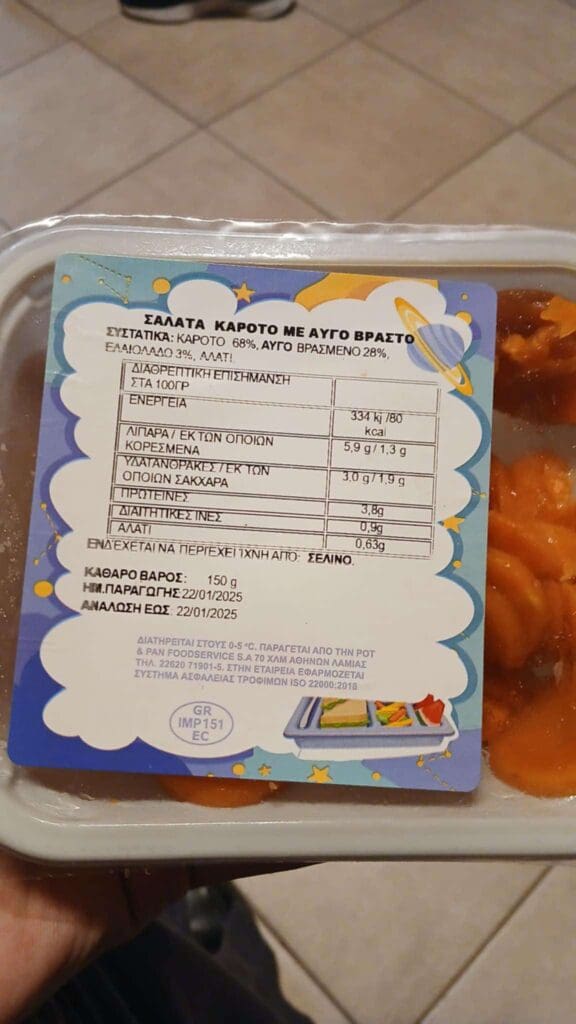 ΣΑΛΑΤΑ ΚΑΡΟΤΟ ΜΕ ΑΥΓΟ ΒΡΑΣΤΟ
ΣΥΣΤΑΤΙΚΑ: ΚΑΡΟΤΟ 68%, ΑΥΓΟ ΒΡΑΣΜΕΝΟ 28%,
ΕΛΑΙΟΛΑΔΟ 3%, ΑΛΑΤΙ.
ΔΙΑΘΡΕΠΤΙΚΗ ΕΠΙΣΗΜΑΝΣΗ
ΣΤΑ 100ΓΡ
ΕΝΕΡΓΕΙΑ 334 kj /80
kcal
ΛΙΠΑΡΑ / ΕΚ ΤΩΝ ΟΠΟΙΩΝ
ΚΟΡΕΣΜΕΝΑ 5,9 g / 1,3 g
ΥΔΑΤΑΝΘΡΑΚΕΣ / ΕΚ ΤΩΝ
ΟΠΟΙΩΝ ΣΑΚΧΑΡΑ 3,0 g / 1,9 g
ΠΡΩΤΕΙΝΕΣ 3,8g
ΔΙΑΙΤΗΤΙΚΕΣ ΙΝΕΣ 0,9g
ΑΛΑΤΙ 0,63g
ΕΝΔΕΧΕΤΑΙ ΝΑ ΠΕΡΙΕΧΕΙ ΙΧΝΗ ΑΠΟ: ΣΕΛΙΝΟ.
ΚΑΘΑΡΟ ΒΑΡΟΣ: 150 g
ΗΜ.ΠΑΡΑΓΩΓΗΣ:22/01/2025
ΑΝΑΛΩΣΗ ΕΩΣ: 22/01/2025
ΔΙΑΤΗΡΕΙΤΑΙ ΣΤΟΥΣ 0-5 °C. ΠΑΡΑΓΕΤΑΙ ΑΠΟ ΤΗΝ POT
& PAN FOODSERVICE S.A 70 ΧΛΜ ΑΘΗΝΩΝ ΛΑΜΙΑΣ
ΤΗΛ. 22620 71901-5. ΣΤΗΝ ΕΤΑΙΡΕΙΑ ΕΦΑΡΜΟΖΕΤΑΙ
ΣΥΣΤΗΜΑ ΑΣΦΑΛΕΙΑΣ ΤΡΟΦΙΜΩΝ ISO 22000:2018
GR
IMP151
EC